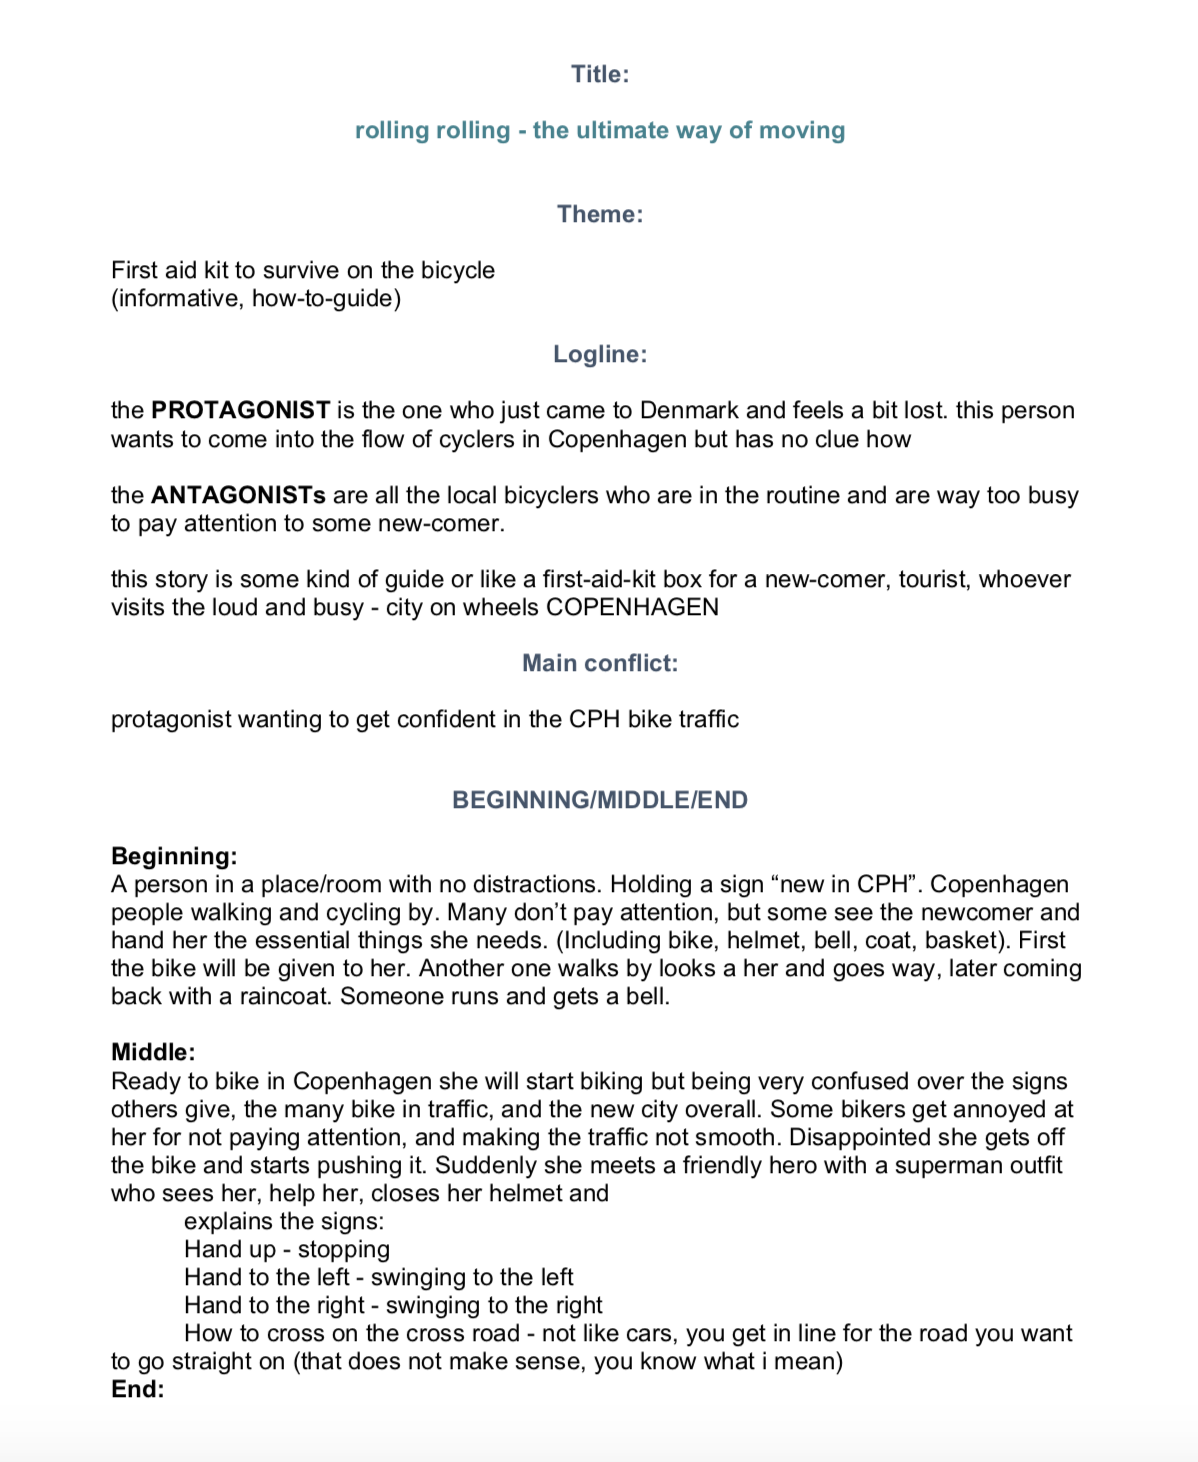 Title:
rolling rolling - the ultimate way of moving
Theme:
First aid kit to survive on the bicycle
(informative, how-to-guide)
Logline:
the PROTAGONIST is the one who just came to Denmark and feels a bit lost. this person
wants to come into the flow of cyclers in Copenhagen but has no clue how
the ANTAGONISTs are all the local bicyclers who are in the routine and are way too busy
to pay attention to some new-comer.
this story is some kind of guide or like a first-aid-kit box for a new-comer, tourist, whoever
visits the loud and busy - city on wheels COPENHAGEN
Main conflict:
protagonist wanting to get confident in the CPH bike traffic
BEGINNING/MIDDLE/END
Beginning:
A person in a place/room with no distractions. Holding a sign “new in CPH”. Copenhagen
people walking and cycling by. Many don’t pay attention, but some see the newcomer and
hand her the essential things she needs. (Including bike, helmet, bell, coat, basket). First
the bike will be given to her. Another one walks by looks a her and goes way, later coming
back with a raincoat. Someone runs and gets a bell.
Middle:
Ready to bike in Copenhagen she will start biking but being very confused over the signs
others give, the many bike in traffic, and the new city overall. Some bikers get annoyed at
her for not paying attention, and making the traffic not smooth. Disappointed she gets off
the bike and starts pushing it. Suddenly she meets a friendly hero with a superman outfit
who sees her, help her, closes her helmet and
explains the signs:
Hand up - stopping
Hand to the left - swinging to the left
Hand to the right - swinging to the right
How to cross on the cross road - not like cars, you get in line for the road you want
to go straight on (that does not make sense, you know what i mean)
End: